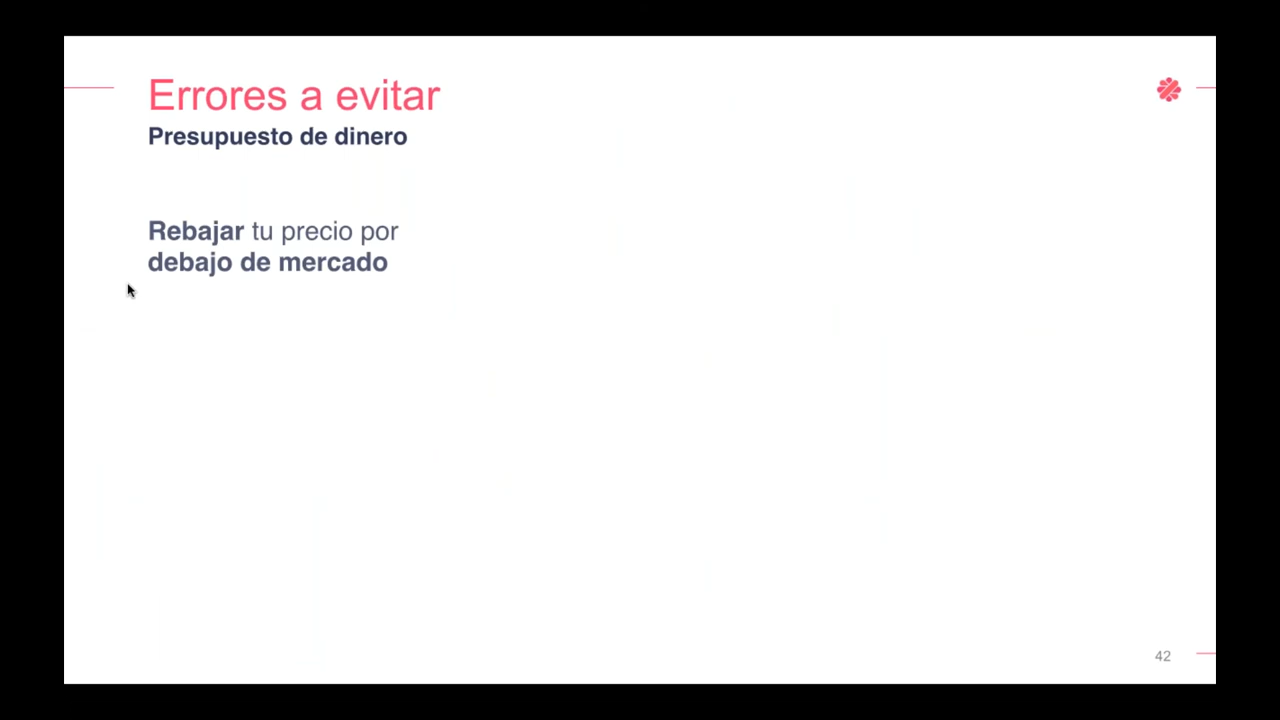 Errores a evitar
Presupuesto de dinero
Rebajar tu precio por
debajo de mercado
42